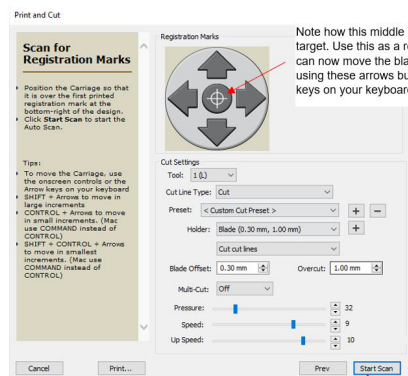 Print and Cut
Scan for
Registration Marks
Position the Carriage so that
it is over the first printed
registration mark at the
bottom-right of the design.
Click Start Scan to start the
Auto Scan.
Tips:
To move the Carriage, use
the onscreen controls or the
Arrow keys on your keyboard
SHIFT + Arrows to move in
large increments
CONTROL + Arrows to move
in small increments. (Mac
use COMMAND instead of
CONTROL)
SHIFT + CONTROL + Arrows
to move in smallest
increments. (Mac use
COMMAND instead of
CONTROL)
Registration Marks
Note how this middle
target. Use this as a
can now move the
using these arrows
keys on your
Cut Settings
Tool: 1 (L)
Cut Line Type: Cut
Preset: < Custom Cut Preset >
Holder: Blade (0.30 mm, 1.00 mm)
Cut cut lines
Blade Offset: 0.30 mm Overcut: 1.00 mm
Multi-Cut: Off
Pressure: 32
Speed: 9
Up Speed: 10
Cancel Print... Prev Start Scan